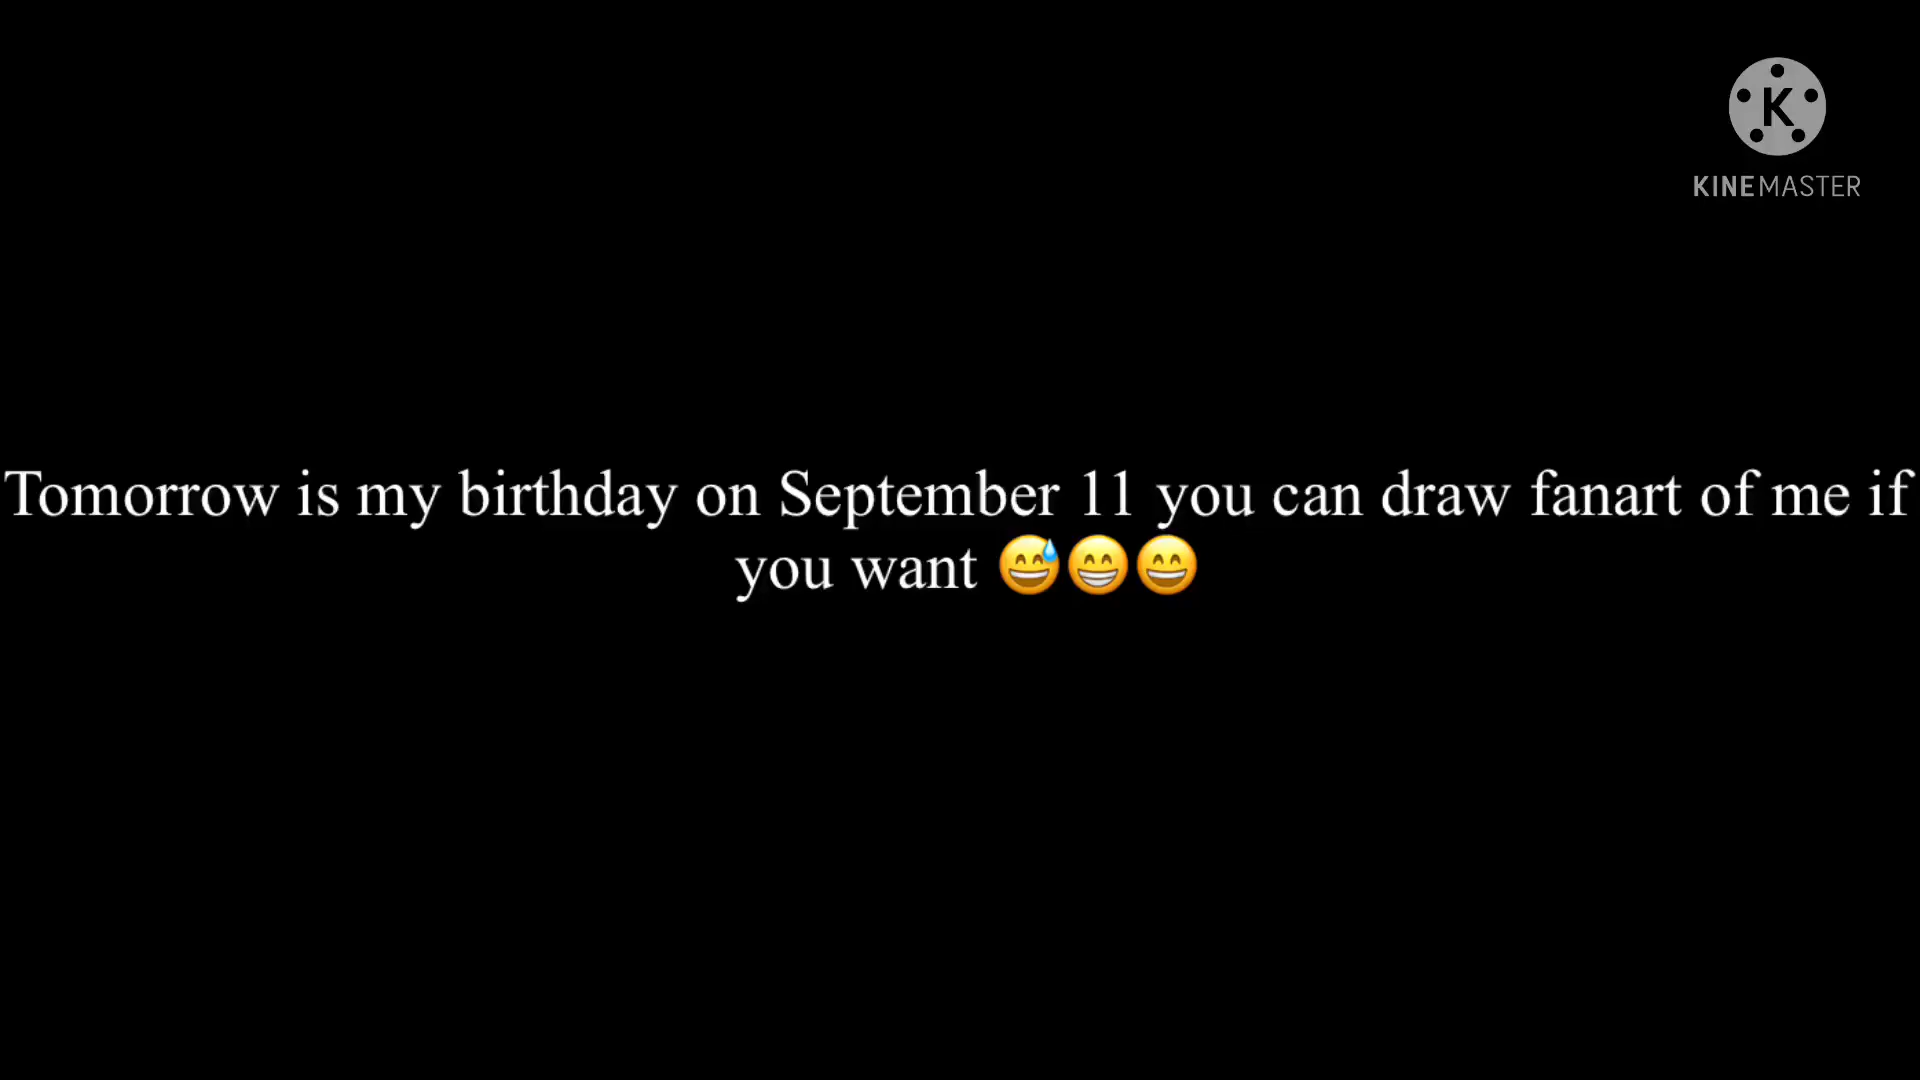 K
KINEMASTER
Tomorrow is my birthday on September 11 you can draw fanart of me if
you want 😅😁😄